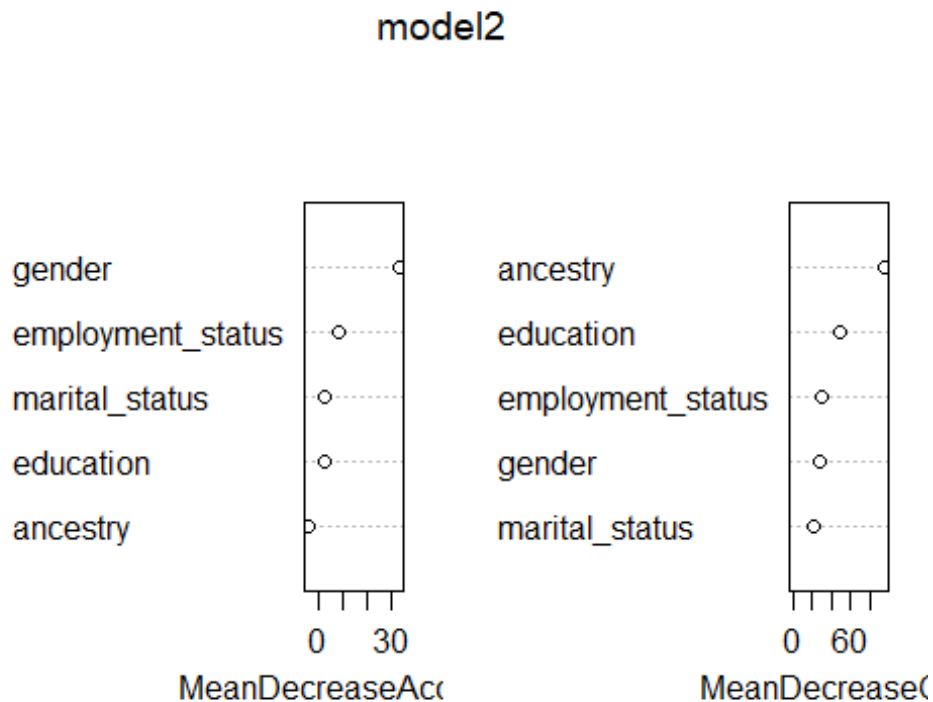 model2
gender
employment_status
marital_status
education
ancestry
0 30
MeanDecreaseAcc
ancestry
education
employment_status
gender
marital_status
0 60
MeanDecreaseG